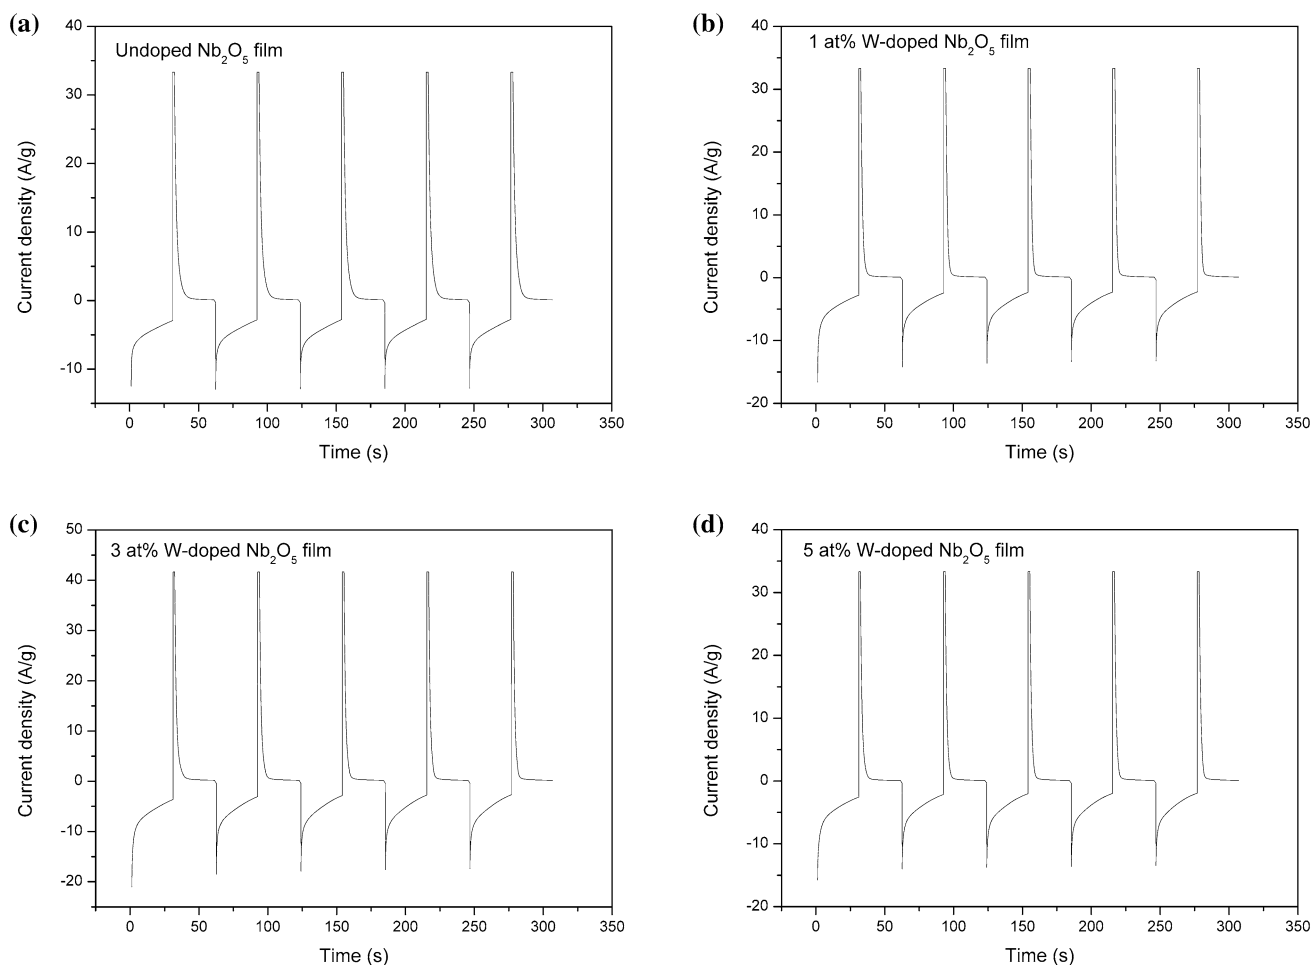 (a)
Undoped Nb₂O₅ film
40
30
20
10
0
-10
0 50 100 150 200 250 300 350
Current density (A/g)
Time (s)
(b)
1 at% W-doped Nb₂O₅ film
40
30
20
10
0
-10
-20
0 50 100 150 200 250 300 350
Current density (A/g)
Time (s)
(c)
3 at% W-doped Nb₂O₅ film
50
40
30
20
10
0
-10
-20
0 50 100 150 200 250 300 350
Current density (A/g)
Time (s)
(d)
5 at% W-doped Nb₂O₅ film
40
30
20
10
0
-10
-20
0 50 100 150 200 250 300 350
Current density (A/g)
Time (s)